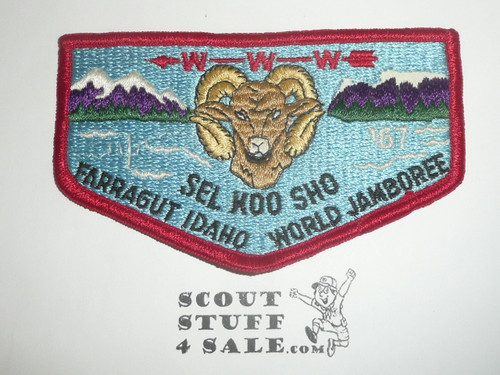 W W W
'67
SEL KOO SHO
FARRAGUT IDAHO WORLD JAMBOREE
SCOUT
STUFF
4 SALE.COM